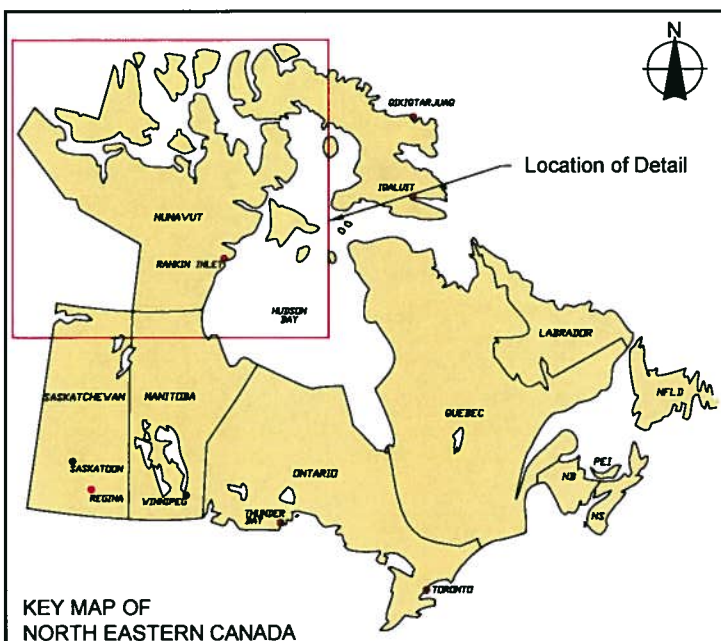 N
QIKIQTARJUAQ
Location of Detail
IQALUIT
NUNAVUT
RANKIN INLET
HUDSON
BAY
LABRADOR
SASKATCHEWAN
MANITOBA
NFLD
QUEBEC
PEI
SASKATOON
ONTARIO
NB
REGINA
WINNIPEG
THUNDER
BAY
NS
TORONTO
KEY MAP OF
NORTH EASTERN CANADA